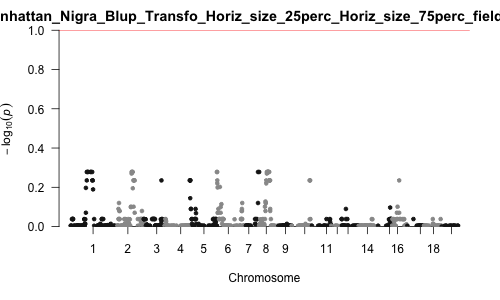 nhattan_Nigra_Blup_Transfo_Horiz_size_25perc_Horiz_size_75perc_field
1.0
0.8
0.6
0.4
0.2
0.0
− log10(p)
1 2 3 4 5 6 7 8 9 11 14 16 18
Chromosome